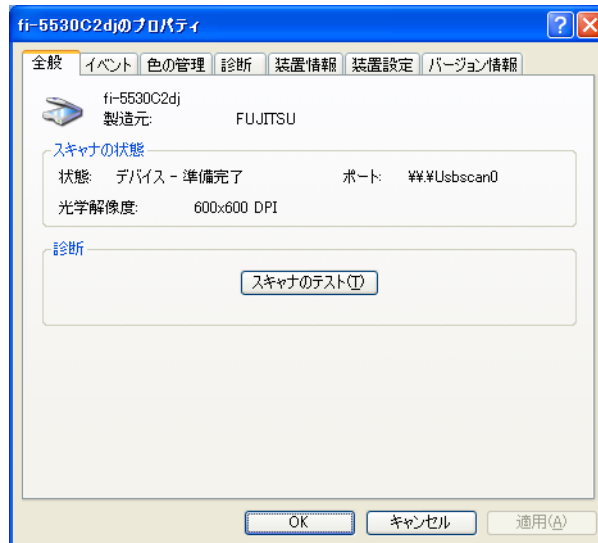 fi-5530C2djのプロパティ
全般 イベント 色の管理 診断 装置情報 装置設定 バージョン情報
fi-5530C2dj
製造元: FUJITSU
スキャナの状態
状態: デバイス - 準備完了 ポート: ¥¥.¥Usbscan0
光学解像度: 600x600 DPI
診断
スキャナのテスト(T)
OK キャンセル 適用(A)